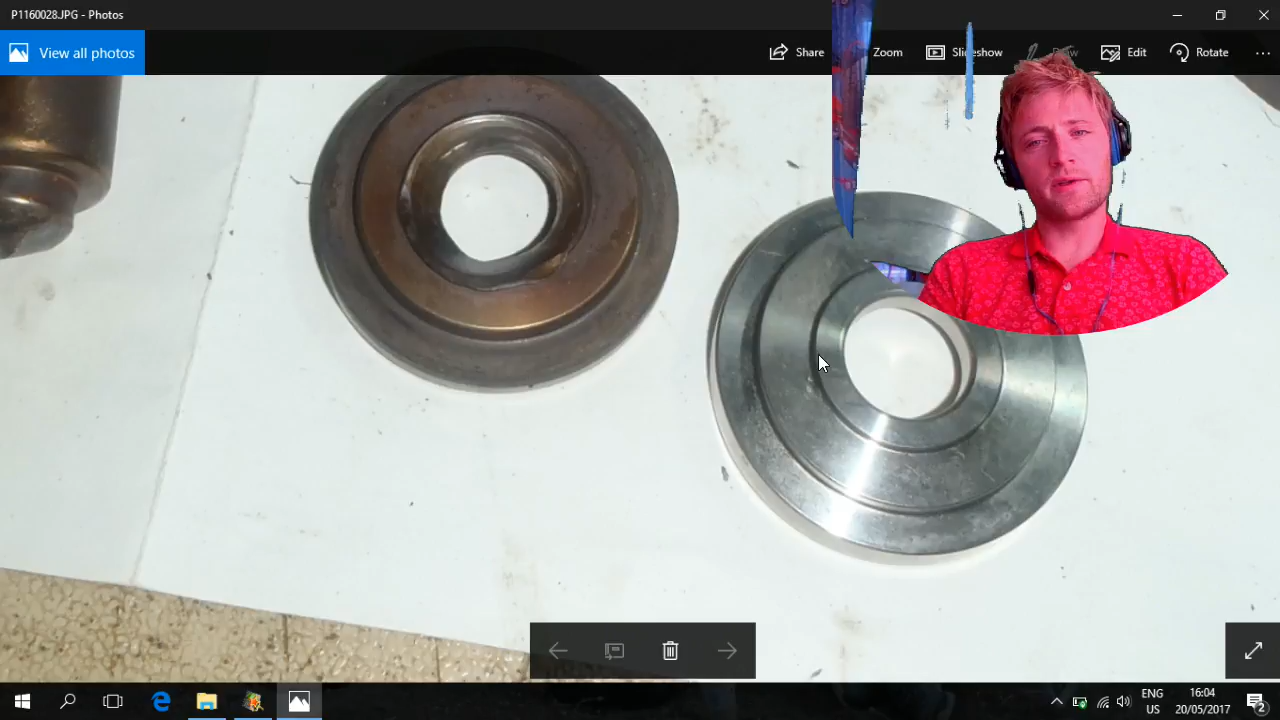 P1160028.JPG - Photos
View all photos
Share
Zoom
Slideshow
Draw
Edit
Rotate
ENG
US
16:04
20/05/2017
2